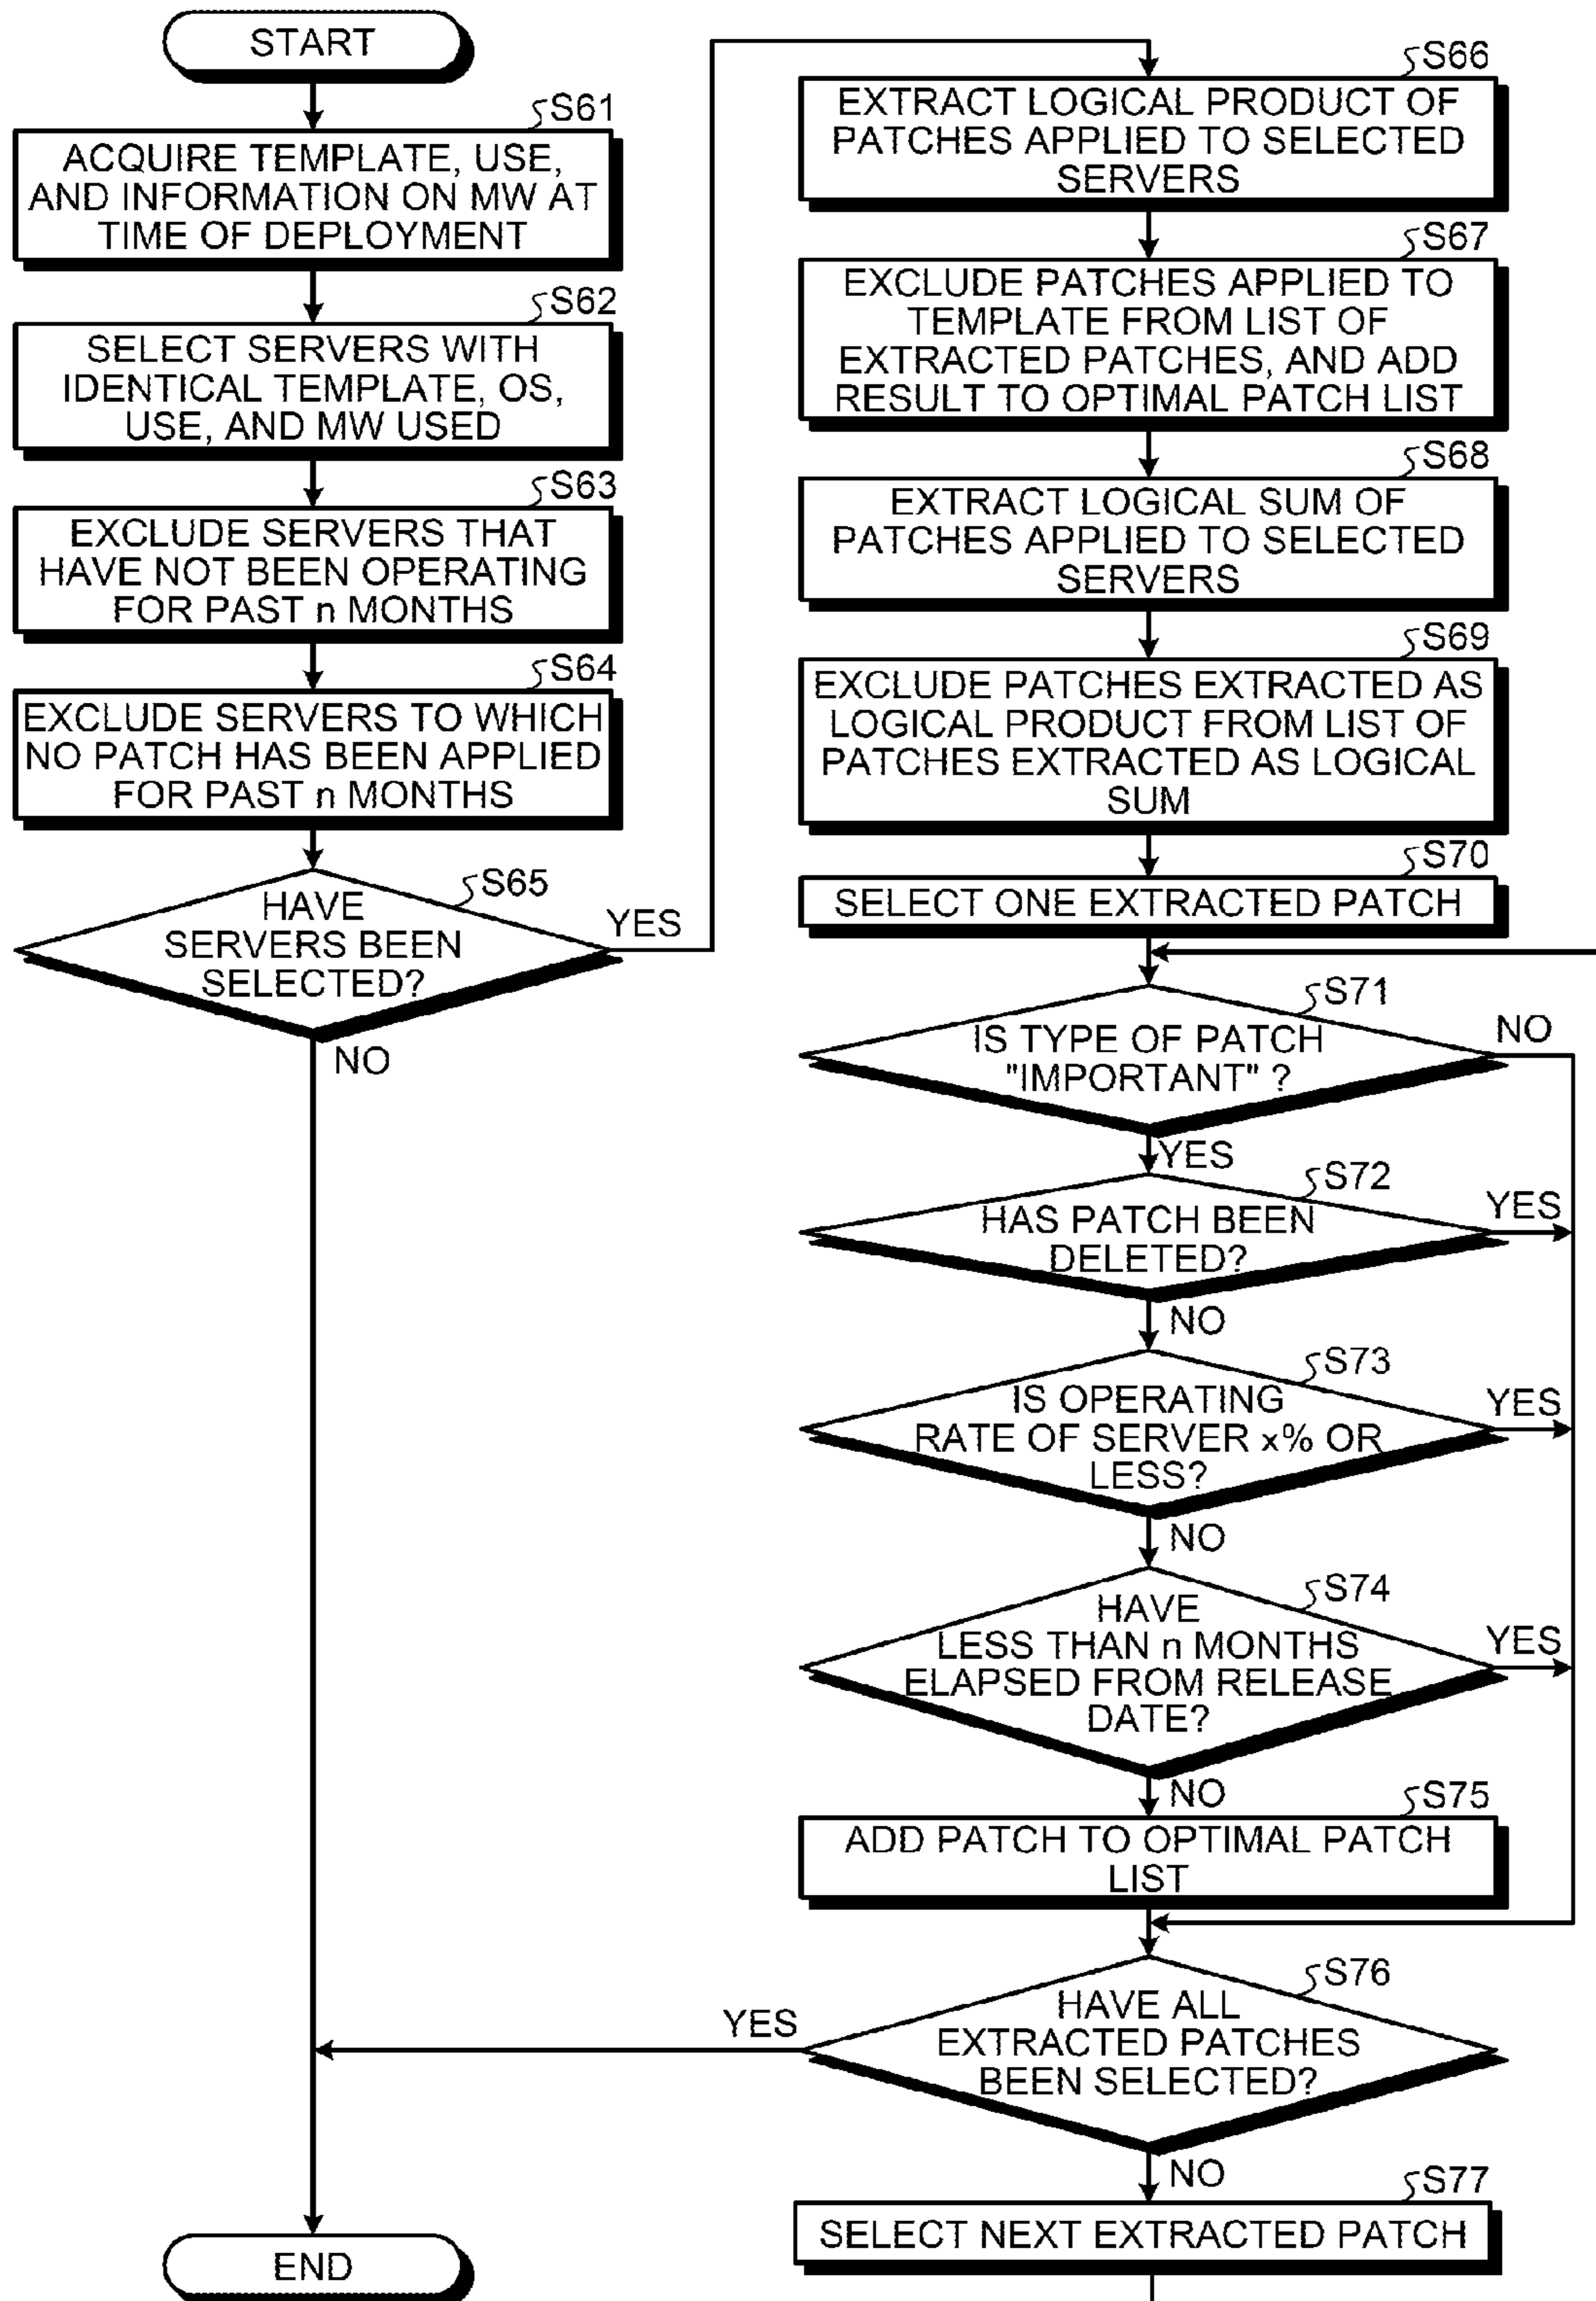 START
S61
ACQUIRE TEMPLATE, USE,
AND INFORMATION ON MW AT
TIME OF DEPLOYMENT
S62
SELECT SERVERS WITH
IDENTICAL TEMPLATE, OS,
USE, AND MW USED
S63
EXCLUDE SERVERS THAT
HAVE NOT BEEN OPERATING
FOR PAST n MONTHS
S64
EXCLUDE SERVERS TO WHICH
NO PATCH HAS BEEN APPLIED
FOR PAST n MONTHS
S65
HAVE
SERVERS BEEN
SELECTED?
YES
NO
S66
EXTRACT LOGICAL PRODUCT OF
PATCHES APPLIED TO SELECTED
SERVERS
S67
EXCLUDE PATCHES APPLIED TO
TEMPLATE FROM LIST OF
EXTRACTED PATCHES, AND ADD
RESULT TO OPTIMAL PATCH LIST
S68
EXTRACT LOGICAL SUM OF
PATCHES APPLIED TO SELECTED
SERVERS
S69
EXCLUDE PATCHES EXTRACTED AS
LOGICAL PRODUCT FROM LIST OF
PATCHES EXTRACTED AS LOGICAL
SUM
S70
SELECT ONE EXTRACTED PATCH
S71
IS TYPE OF PATCH
"IMPORTANT" ?
NO
YES
S72
HAS PATCH BEEN
DELETED?
YES
NO
S73
IS OPERATING
RATE OF SERVER x% OR
LESS?
YES
NO
S74
HAVE
LESS THAN n MONTHS
ELAPSED FROM RELEASE
DATE?
YES
NO
S75
ADD PATCH TO OPTIMAL PATCH
LIST
S76
HAVE ALL
EXTRACTED PATCHES
BEEN SELECTED?
YES
NO
S77
SELECT NEXT EXTRACTED PATCH
END